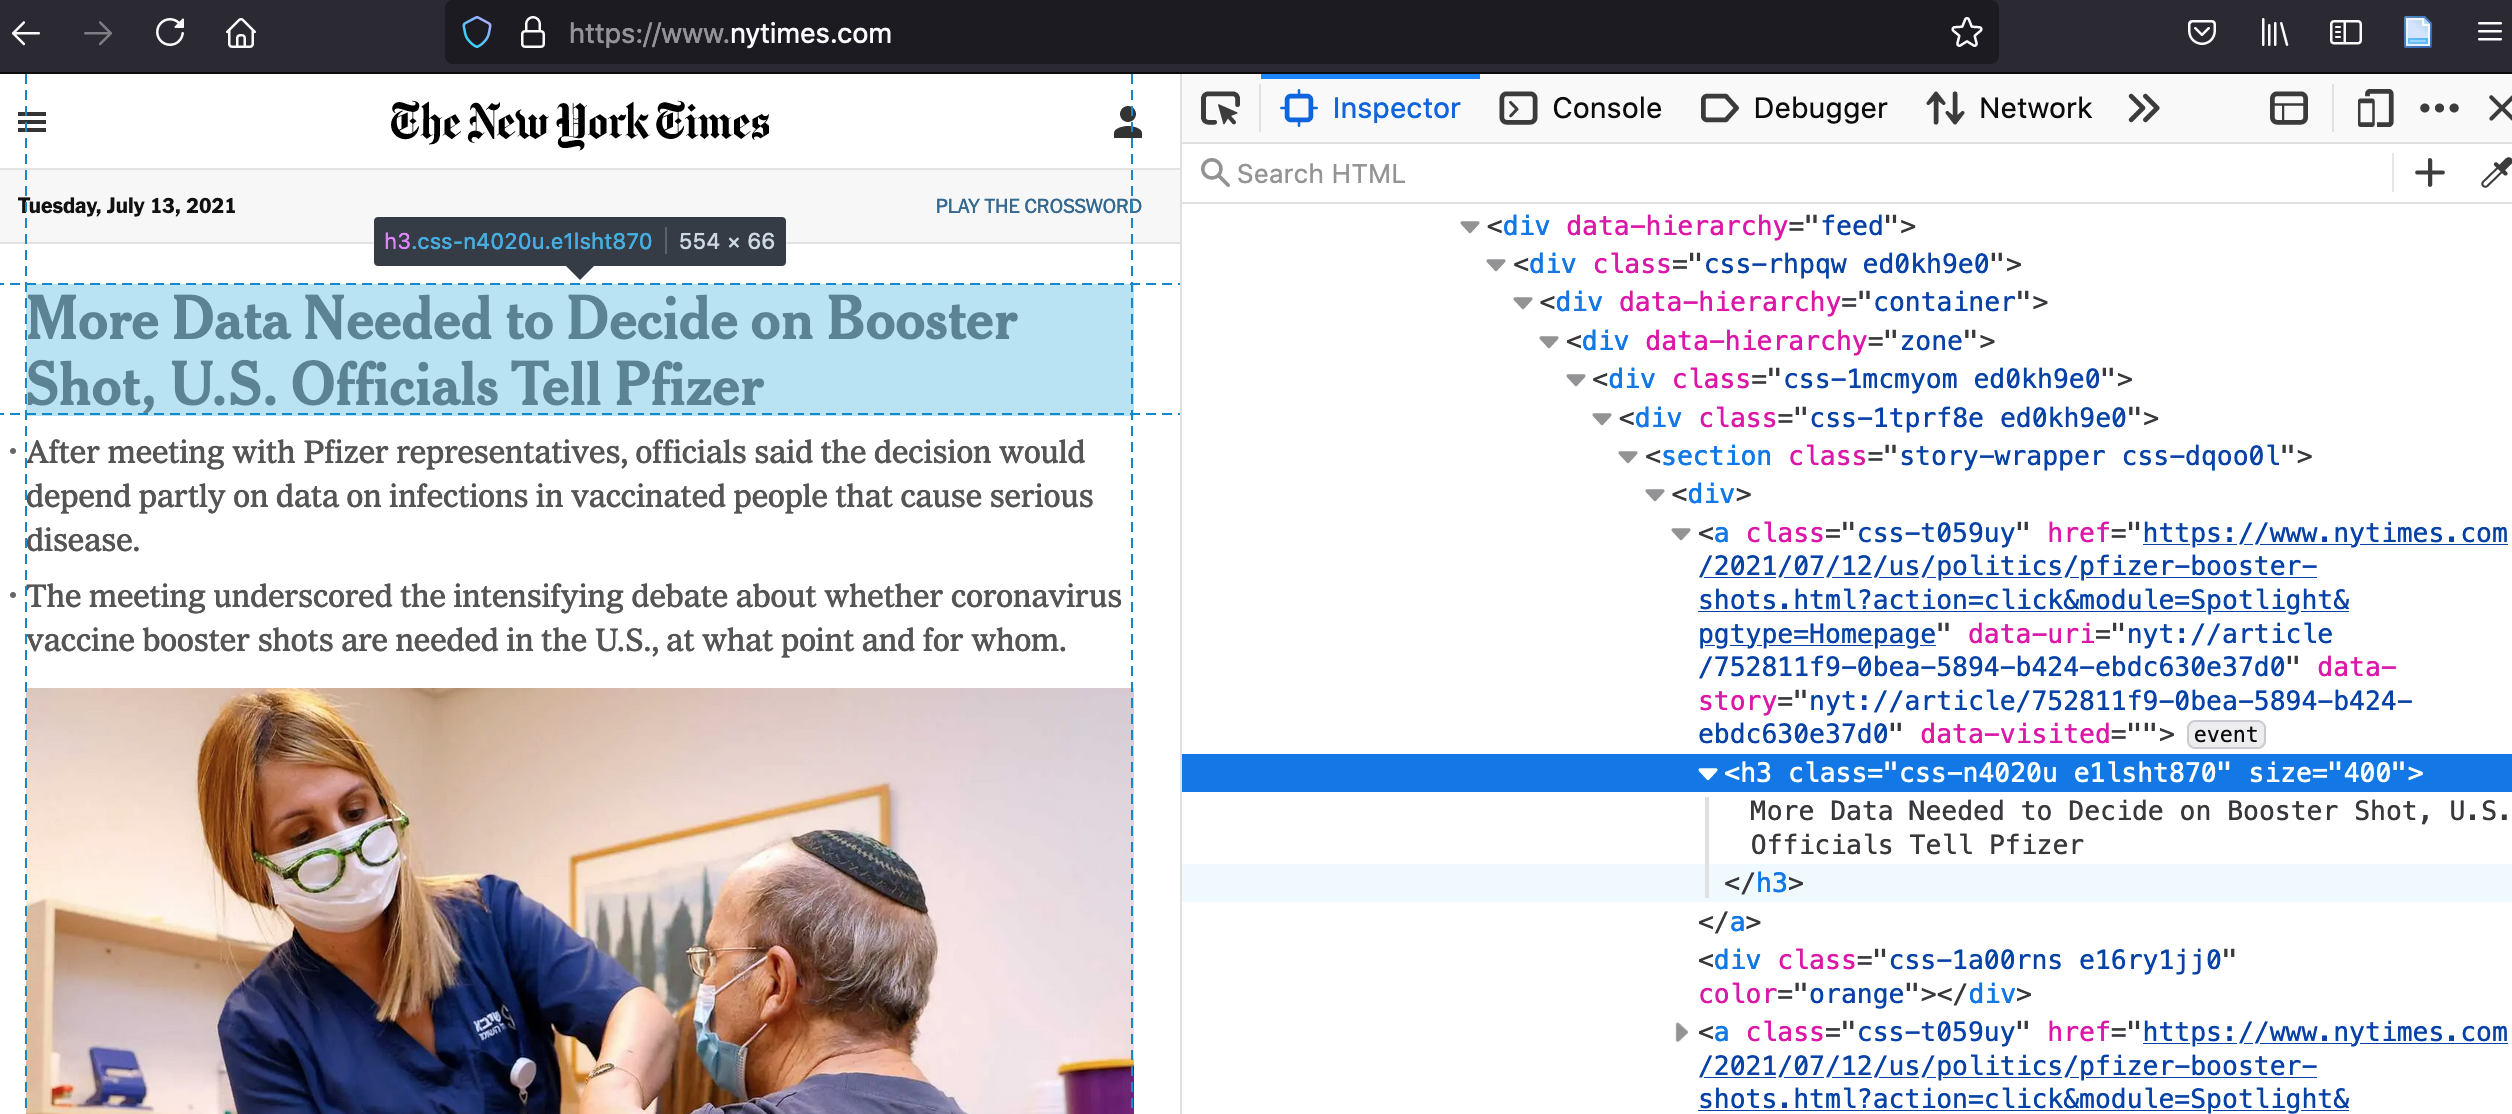 https://www.nytimes.com
The New York Times
Tuesday, July 13, 2021
PLAY THE CROSSWORD
h3.css-n4020u.e1lsht870 554 × 66
More Data Needed to Decide on Booster
Shot, U.S. Officials Tell Pfizer
· After meeting with Pfizer representatives, officials said the decision would
depend partly on data on infections in vaccinated people that cause serious
disease.
· The meeting underscored the intensifying debate about whether coronavirus
vaccine booster shots are needed in the U.S., at what point and for whom.
Inspector Console Debugger Network
Search HTML
<div data-hierarchy="feed">
<div class="css-rhpqw ed0kh9e0">
<div data-hierarchy="container">
<div data-hierarchy="zone">
<div class="css-1mcmyom ed0kh9e0">
<div class="css-1tprf8e ed0kh9e0">
<section class="story-wrapper css-dqoo0l">
<div>
<a class="css-t059uy" href="https://www.nytimes.com
/2021/07/12/us/politics/pfizer-booster-
shots.html?action=click&module=Spotlight&
pgtype=Homepage" data-uri="nyt://article
/752811f9-0bea-5894-b424-ebdc630e37d0" data-
story="nyt://article/752811f9-0bea-5894-b424-
ebdc630e37d0" data-visited=""> event
<h3 class="css-n4020u e1lsht870" size="400">
More Data Needed to Decide on Booster Shot, U.S.
Officials Tell Pfizer
</h3>
</a>
<div class="css-1a00rns e16ry1jj0"
color="orange"></div>
<a class="css-t059uy" href="https://www.nytimes.com
/2021/07/12/us/politics/pfizer-booster-
shots.html?action=click&module=Spotlight&